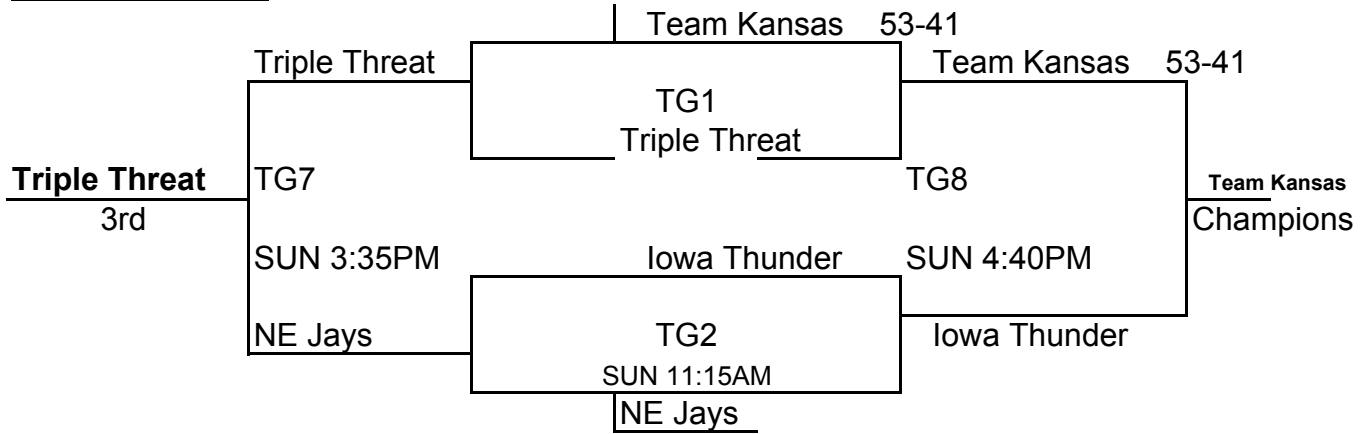 Team Kansas 53-41
Triple Threat
Team Kansas 53-41
TG1
Triple Threat
Triple Threat
TG7
TG8
Team Kansas
3rd
Champions
SUN 3:35PM
Iowa Thunder
SUN 4:40PM
NE Jays
TG2
Iowa Thunder
SUN 11:15AM
NE Jays